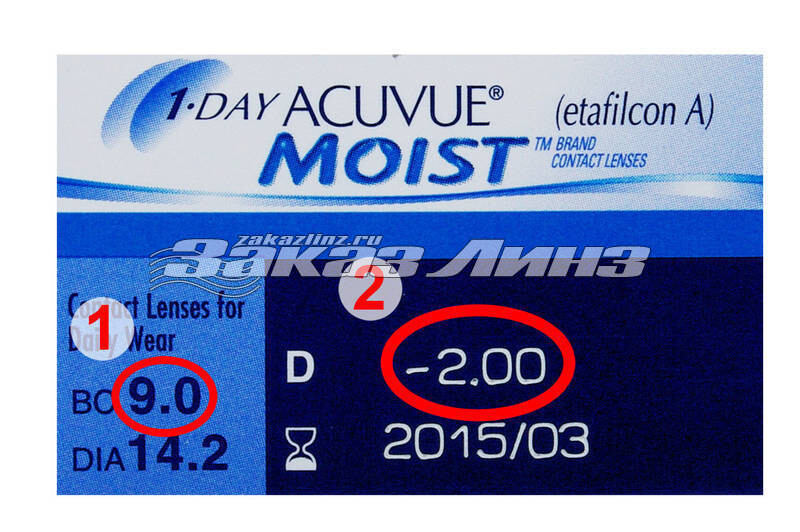 1·DAY ACUVUE® (etafilcon A)
MOIST ™ BRAND
CONTACT LENSES
zakazlinz.ru
Заказ Линз
2
Contact Lenses for
1
Daily Wear
D -2.00
BC 9.0
2015/03
DIA 14.2